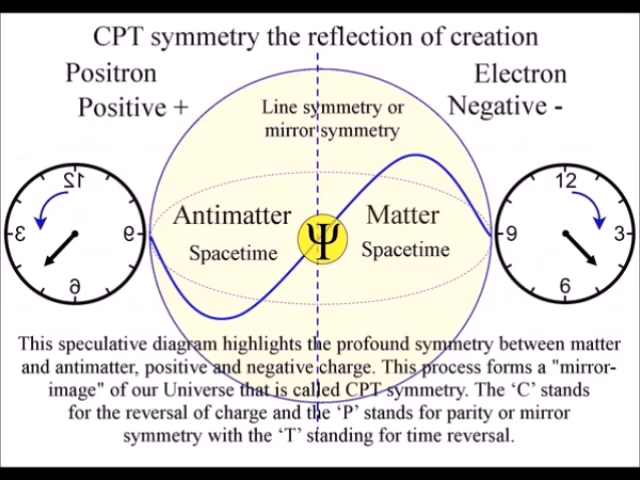 CPT symmetry the reflection of creation
Positron
Positive +
Electron
Negative -
Line symmetry or
mirror symmetry
12
3
9
6
12
9
3
6
Antimatter
Spacetime
Ψ
Matter
Spacetime
This speculative diagram highlights the profound symmetry between matter
and antimatter, positive and negative charge. This process forms a "mirror-
image" of our Universe that is called CPT symmetry. The ‘C’ stands
for the reversal of charge and the ‘P’ stands for parity or mirror
symmetry with the ‘T’ standing for time reversal.